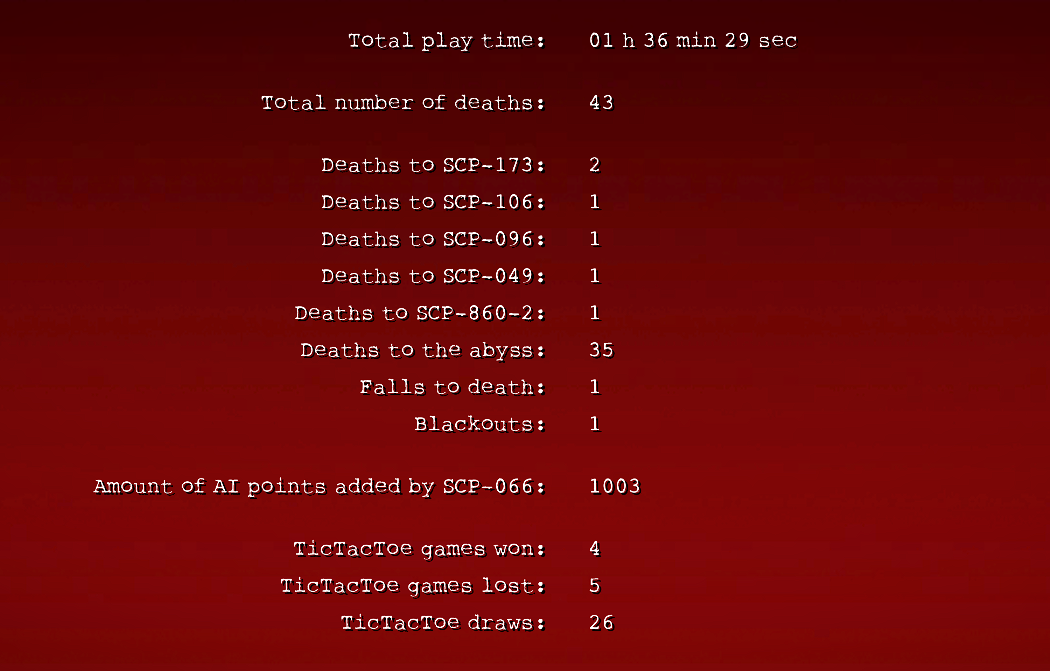 Total play time: 01 h 36 min 29 sec
Total number of deaths: 43
Deaths to SCP-173: 2
Deaths to SCP-106: 1
Deaths to SCP-096: 1
Deaths to SCP-049: 1
Deaths to SCP-860-2: 1
Deaths to the abyss: 35
Falls to death: 1
Blackouts: 1
Amount of AI points added by SCP-066: 1003
TicTacToe games won: 4
TicTacToe games lost: 5
TicTacToe draws: 26